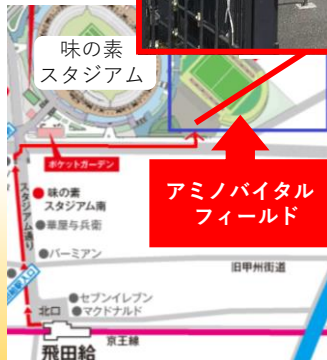 味の素
スタジアム
ポケットガーデン
アミノバイタル
フィールド
味の素
スタジアム南
スタジアム通り
華屋与兵衛
バーミアン
旧甲州街道
セブンイレブン
マクドナルド
北口
京王線
飛田給